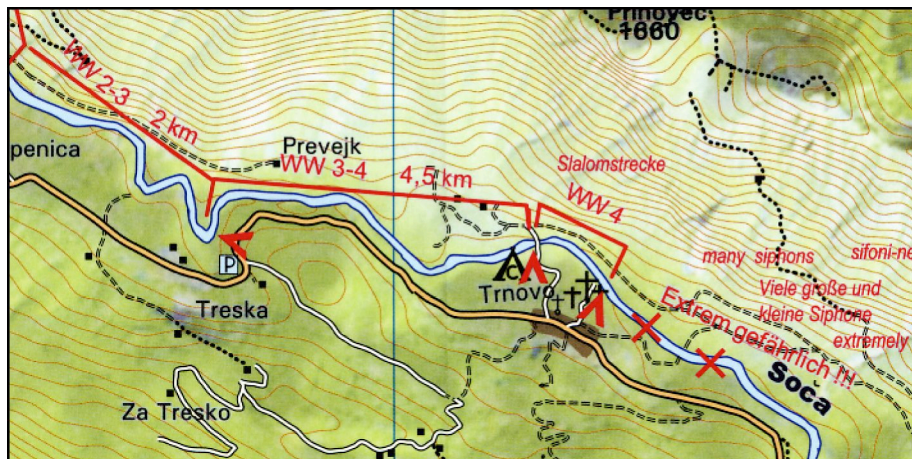 Prinovec
1660
WW 2-3
2 km
penica
Prevejk
WW 3-4
4,5 km
Slalomstrecke
WW 4
many siphons
sifoni-ne
Viele große und
kleine Siphone
extremely
Extrem gefährlich !!!
C
Trnovo
P
Treska
Soča
Za Tresko